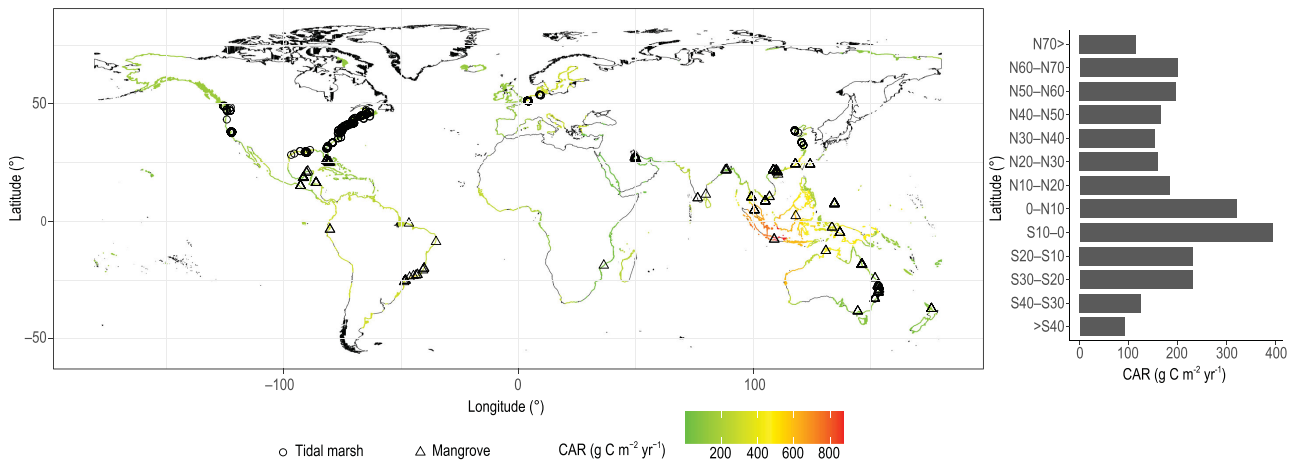 50
0
–50
Latitude (°)
–100
0
100
Longitude (°)
Tidal marsh
Mangrove
CAR (g C m⁻² yr⁻¹)
200
400
600
800
Latitude (°)
N70>
N60–N70
N50–N60
N40–N50
N30–N40
N20–N30
N10–N20
0–N10
S10–0
S20–S10
S30–S20
S40–S30
>S40
0
100
200
300
400
CAR (g C m⁻² yr⁻¹)